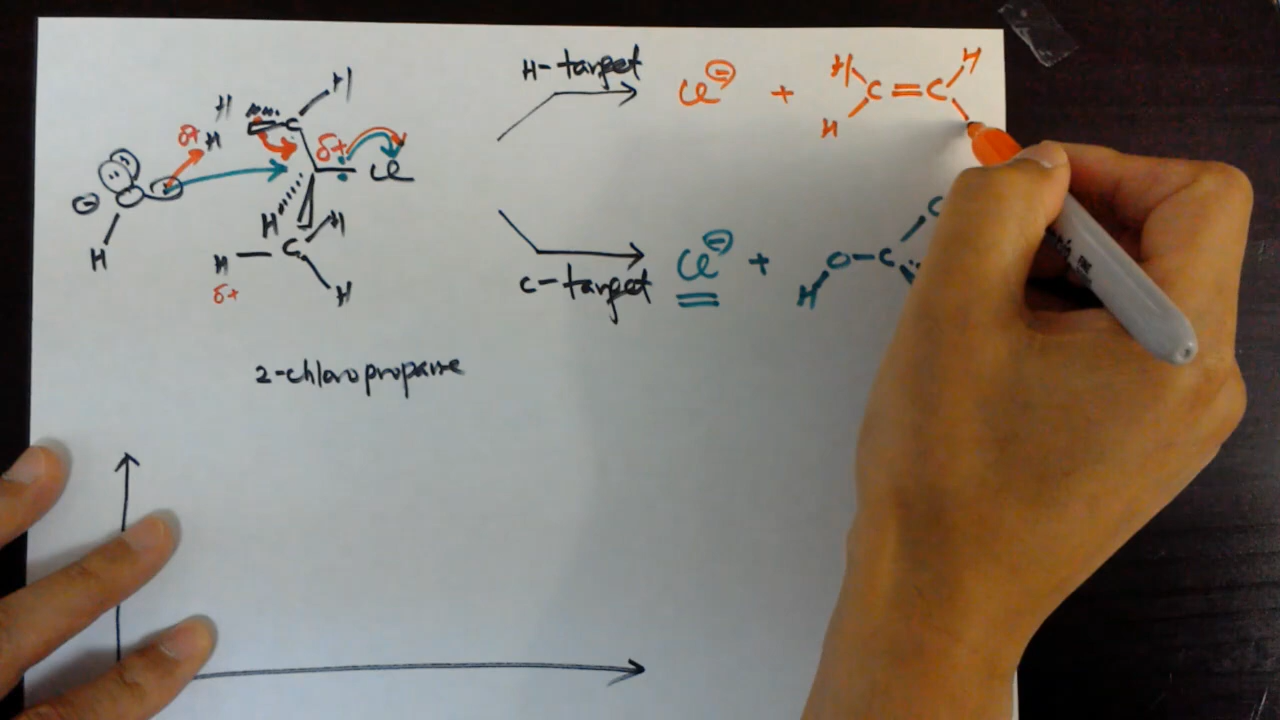 H-target
Cl⊖ + H H C=C H
H C H
H δ+ H δ+ Cl
⊖ H
H H
C
H δ+ H
C-target
Cl⊖ + H O-C C
2-chloropropane